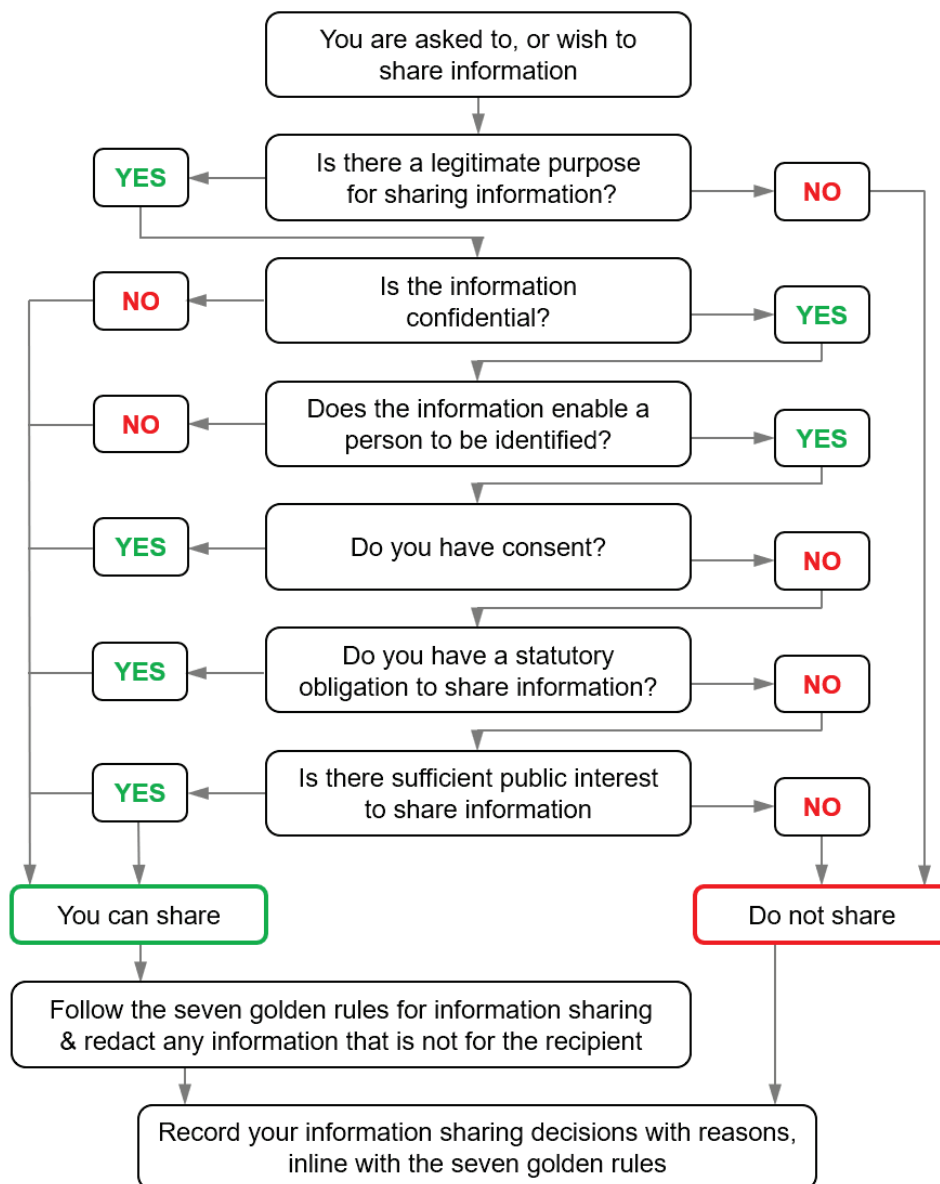 You are asked to, or wish to
share information
Is there a legitimate purpose
for sharing information?
YES
NO
Is the information
confidential?
NO
YES
Does the information enable a
person to be identified?
NO
YES
Do you have consent?
YES
NO
Do you have a statutory
obligation to share information?
YES
NO
Is there sufficient public interest
to share information
YES
NO
You can share
Do not share
Follow the seven golden rules for information sharing
& redact any information that is not for the recipient
Record your information sharing decisions with reasons,
inline with the seven golden rules